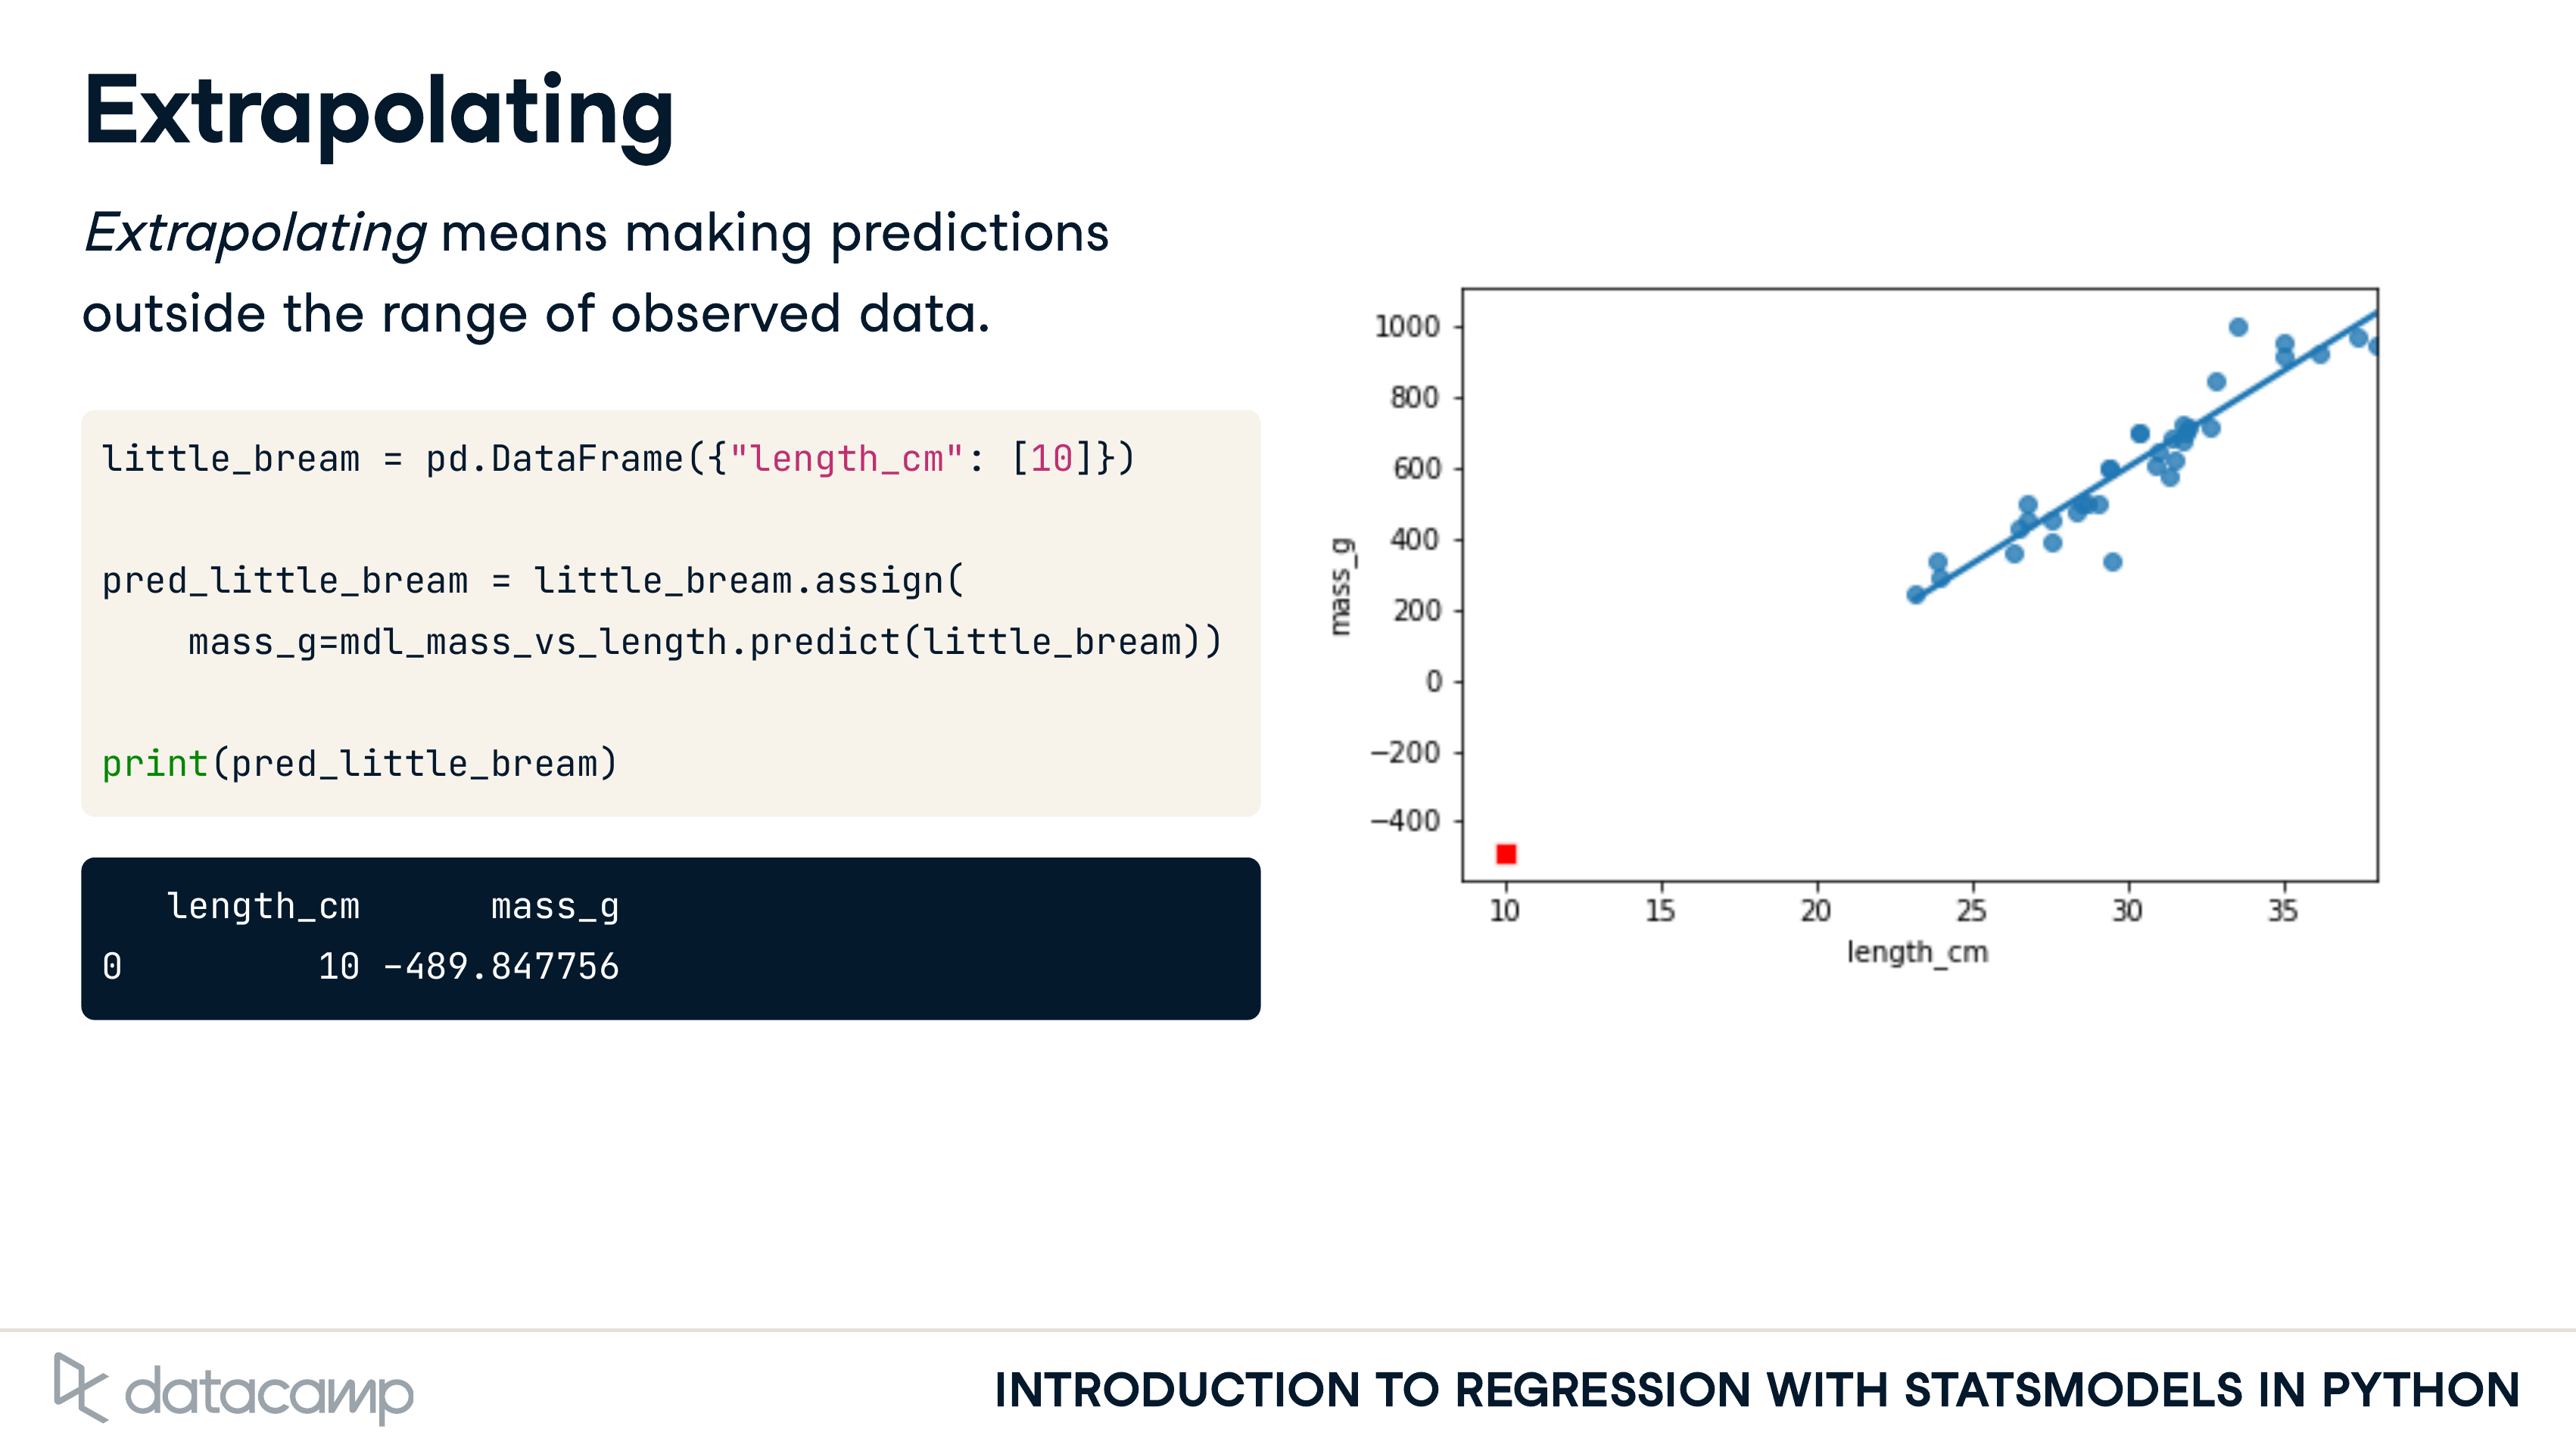 Extrapolating
Extrapolating means making predictions
outside the range of observed data.
little_bream = pd.DataFrame({"length_cm": [10]})
pred_little_bream = little_bream.assign(
    mass_g=mdl_mass_vs_length.predict(little_bream))
print(pred_little_bream)
   length_cm      mass_g
0         10 -489.847756
1000
800
600
400
200
0
−200
−400
mass_g
10 15 20 25 30 35
length_cm
datacamp
INTRODUCTION TO REGRESSION WITH STATSMODELS IN PYTHON